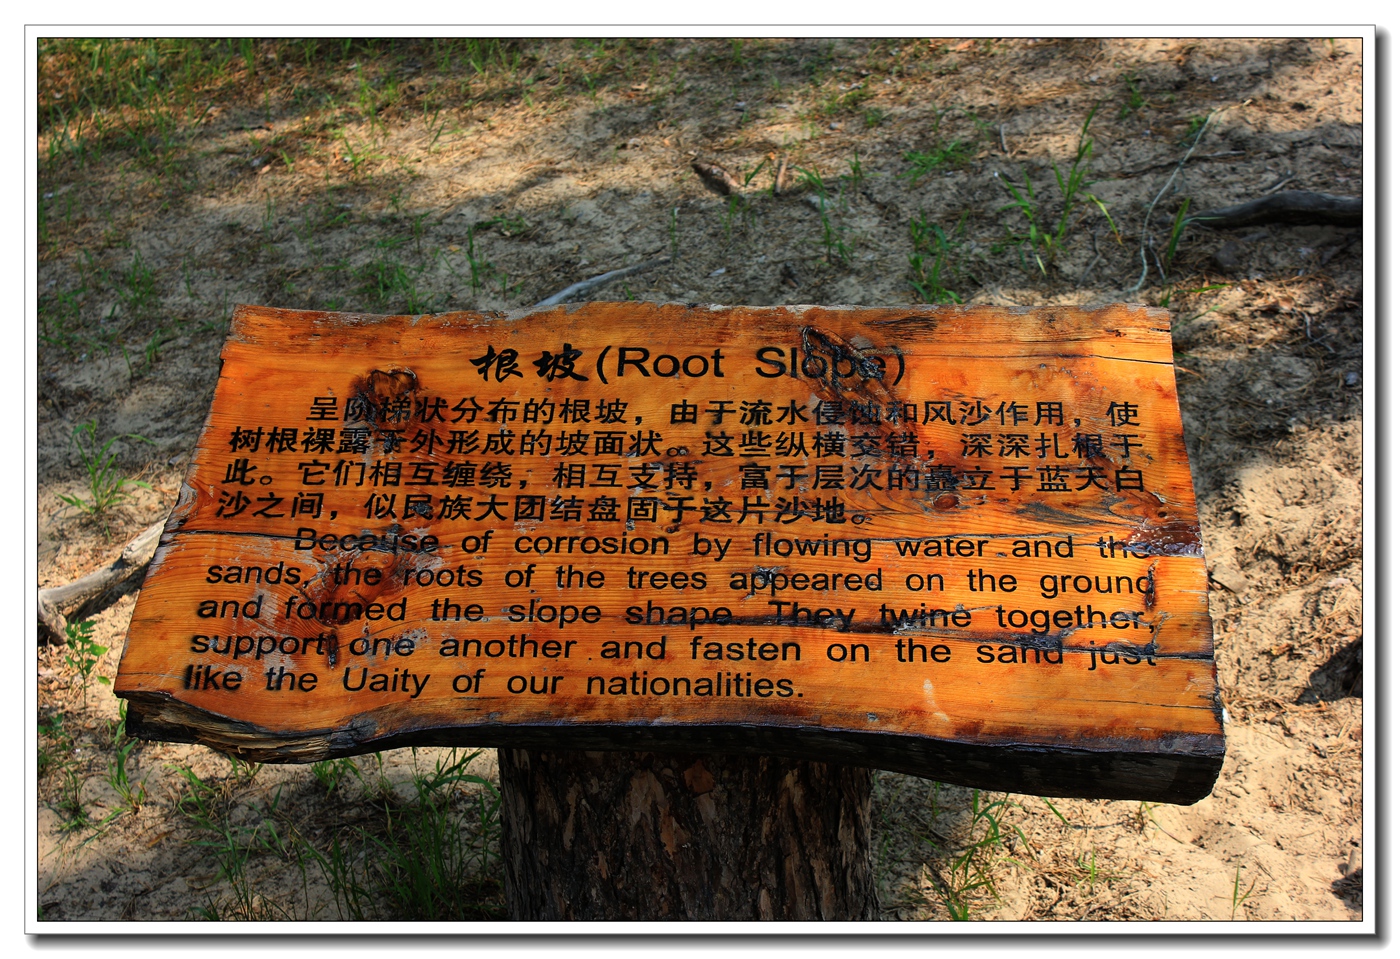 根坡(Root Slope)
呈阶梯状分布的根坡，由于流水侵蚀和风沙作用，使
树根裸露于外形成的坡面状。这些纵横交错，深深扎根于
此。它们相互缠绕，相互支持，富于层次的矗立于蓝天白
沙之间，似民族大团结盘固于这片沙地。
Because of corrosion by flowing water and the
sands, the roots of the trees appeared on the ground
and formed the slope shape. They twine together,
support one another and fasten on the sand just
like the Uaity of our nationalities.